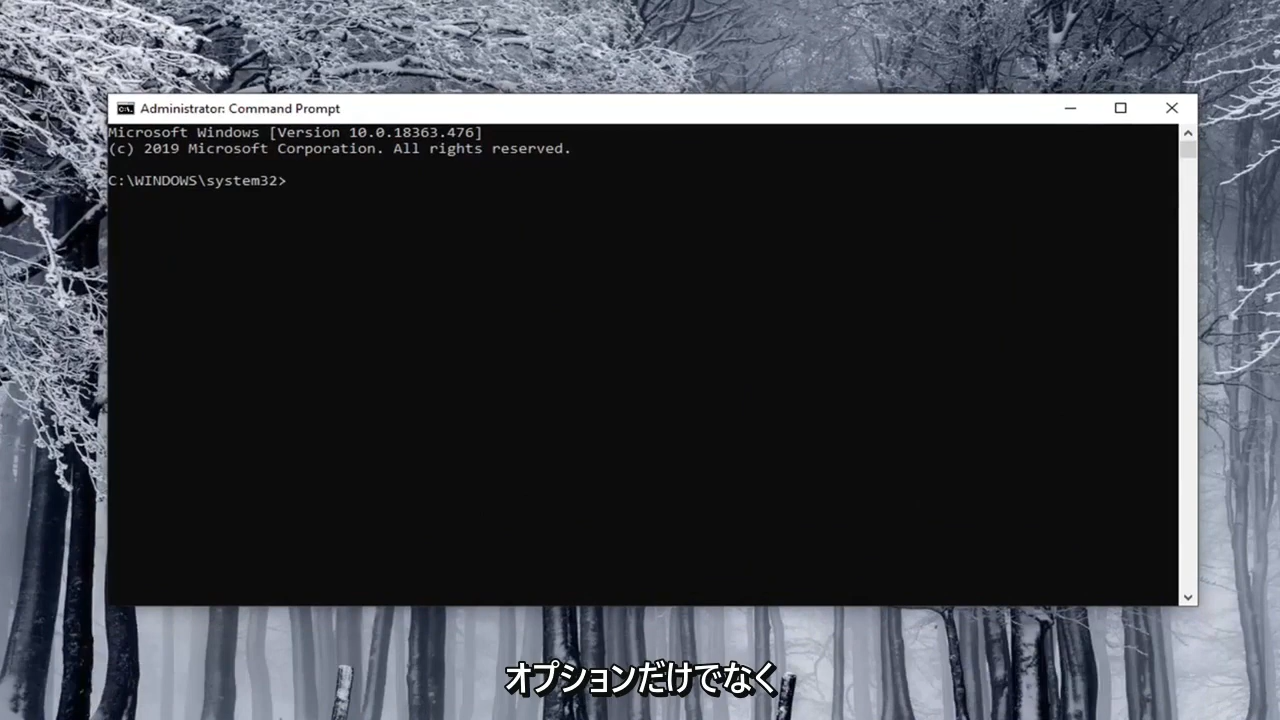 Administrator: Command Prompt
Microsoft Windows [Version 10.0.18363.476]
(c) 2019 Microsoft Corporation. All rights reserved.
C:\WINDOWS\system32>
オプションだけでなく